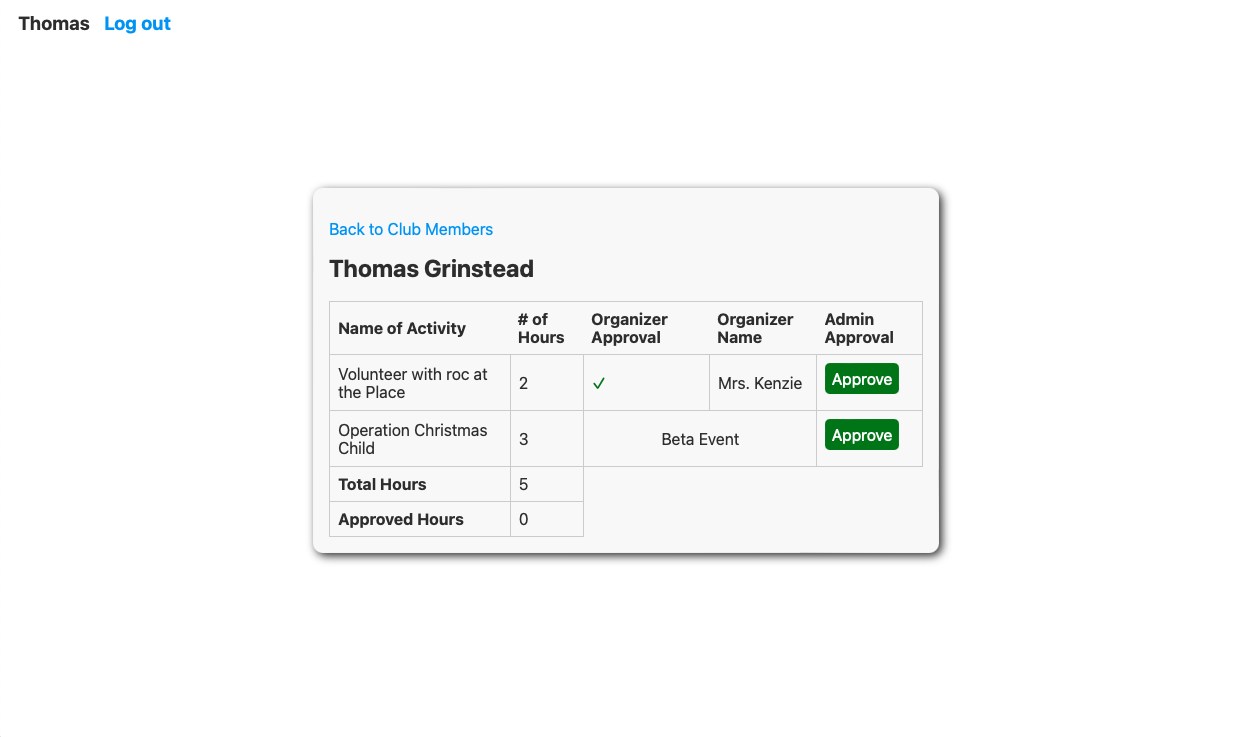 Thomas Log out
Back to Club Members
Thomas Grinstead
Name of Activity # of Hours Organizer Approval Organizer Name Admin Approval
Volunteer with roc at the Place 2 ✓ Mrs. Kenzie Approve
Operation Christmas Child 3 Beta Event Approve
Total Hours 5
Approved Hours 0